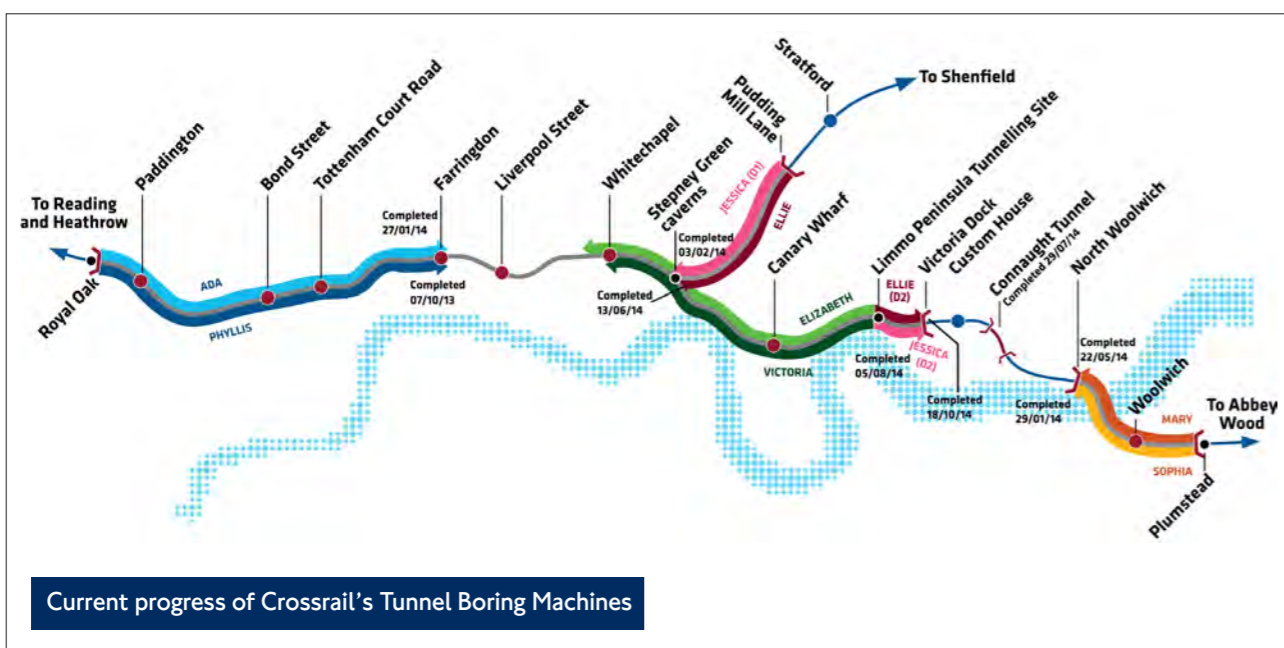 To Reading
and Heathrow
Royal Oak
Paddington
ADA
PHYLLIS
Bond Street
Tottenham Court Road
Completed
27/01/14
Farringdon
Completed
07/10/13
Liverpool Street
Whitechapel
Completed
13/06/14
Stepney Green
caverns
Completed
03/02/14
JESSICA (D1)
ELLIE
Pudding
Mill Lane
Stratford
To Shenfield
Canary Wharf
VICTORIA
ELIZABETH
Limmo Peninsula Tunnelling Site
Completed
05/08/14
ELLIE
(D2)
JESSICA
(D2)
Victoria Dock
Completed
18/10/14
Custom House
Connaught Tunnel
Completed 29/07/14
North Woolwich
Completed
22/05/14
Completed
29/01/14
Woolwich
MARY
SOPHIA
To Abbey
Wood
Plumstead
Current progress of Crossrail's Tunnel Boring Machines